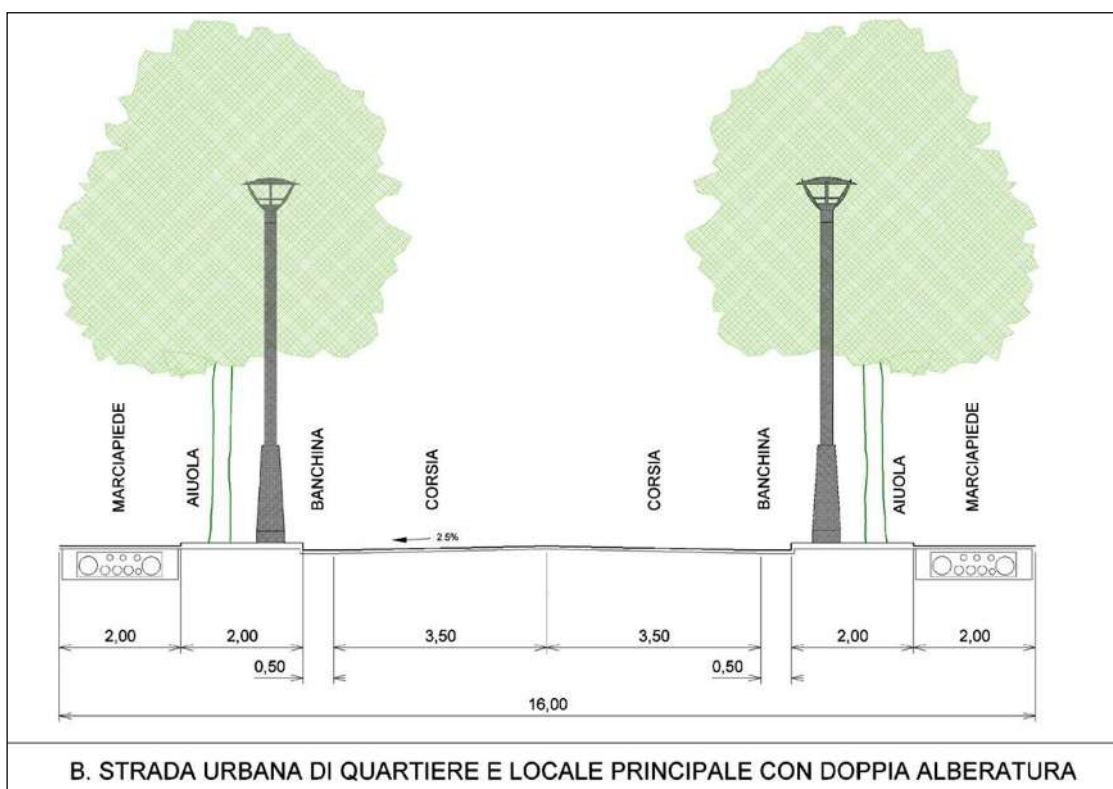 MARCIAPIEDE
AIUOLA
BANCHINA
CORSIA
CORSIA
BANCHINA
AIUOLA
MARCIAPIEDE
2.5%
2,00
2,00
3,50
3,50
2,00
2,00
0,50
0,50
16,00
B. STRADA URBANA DI QUARTIERE E LOCALE PRINCIPALE CON DOPPIA ALBERATURA